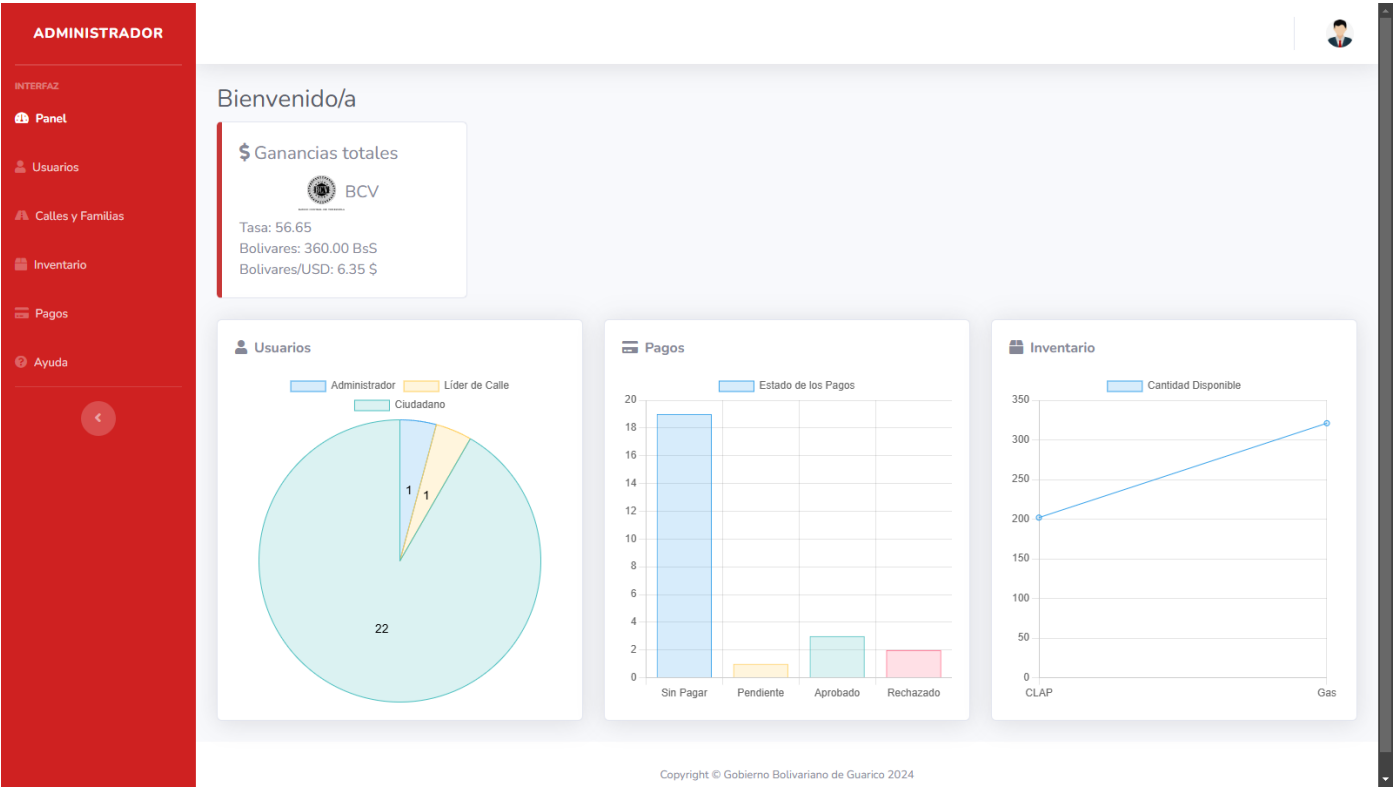 ADMINISTRADOR
INTERFAZ
Panel
Usuarios
Calles y Familias
Inventario
Pagos
Ayuda
Bienvenido/a
$ Ganancias totales
BCV
Tasa: 56.65
Bolivares: 360.00 BsS
Bolivares/USD: 6.35 $
Usuarios
Administrador Líder de Calle
Ciudadano
1 1
22
Pagos
Estado de los Pagos
20
18
16
14
12
10
8
6
4
2
0
Sin Pagar Pendiente Aprobado Rechazado
Inventario
Cantidad Disponible
350
300
250
200
150
100
50
0
CLAP Gas
Copyright © Gobierno Bolivariano de Guarico 2024